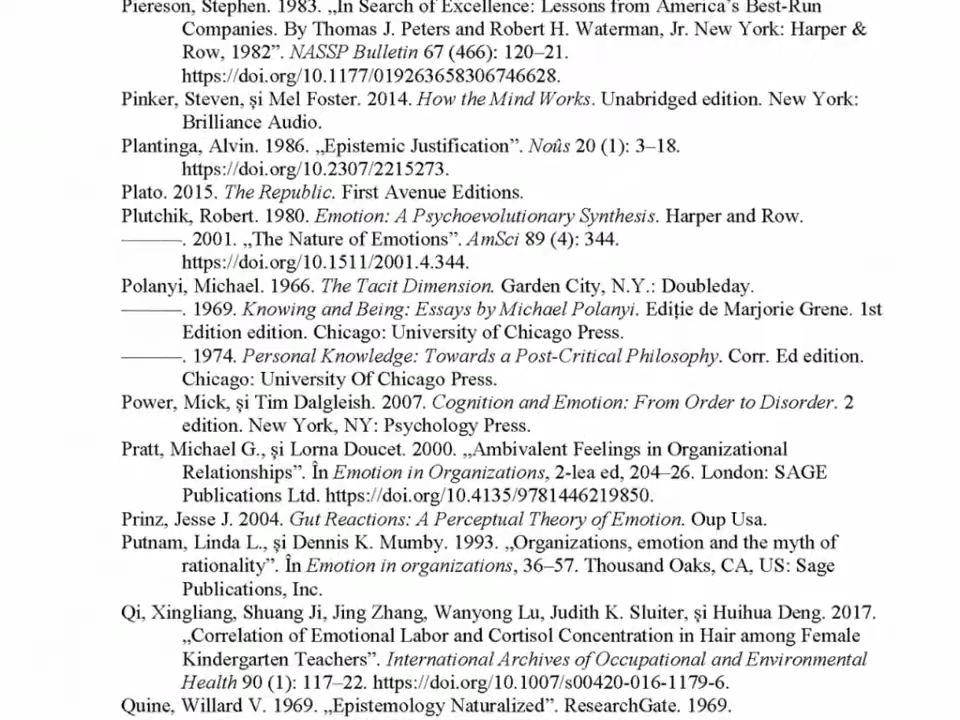 Piereson, Stephen. 1983. „In Search of Excellence: Lessons from America's Best-Run
Companies. By Thomas J. Peters and Robert H. Waterman, Jr. New York: Harper &
Row, 1982”. NASSP Bulletin 67 (466): 120–21.
https://doi.org/10.1177/019263658306746628.
Pinker, Steven, și Mel Foster. 2014. How the Mind Works. Unabridged edition. New York:
Brilliance Audio.
Plantinga, Alvin. 1986. „Epistemic Justification”. Noûs 20 (1): 3–18.
https://doi.org/10.2307/2215273.
Plato. 2015. The Republic. First Avenue Editions.
Plutchik, Robert. 1980. Emotion: A Psychoevolutionary Synthesis. Harper and Row.
———. 2001. „The Nature of Emotions”. AmSci 89 (4): 344.
https://doi.org/10.1511/2001.4.344.
Polanyi, Michael. 1966. The Tacit Dimension. Garden City, N.Y.: Doubleday.
———. 1969. Knowing and Being: Essays by Michael Polanyi. Ediție de Marjorie Grene. 1st
Edition edition. Chicago: University of Chicago Press.
———. 1974. Personal Knowledge: Towards a Post-Critical Philosophy. Corr. Ed edition.
Chicago: University Of Chicago Press.
Power, Mick, și Tim Dalgleish. 2007. Cognition and Emotion: From Order to Disorder. 2
edition. New York, NY: Psychology Press.
Pratt, Michael G., și Lorna Doucet. 2000. „Ambivalent Feelings in Organizational
Relationships”. În Emotion in Organizations, 2-lea ed, 204–26. London: SAGE
Publications Ltd. https://doi.org/10.4135/9781446219850.
Prinz, Jesse J. 2004. Gut Reactions: A Perceptual Theory of Emotion. Oup Usa.
Putnam, Linda L., și Dennis K. Mumby. 1993. „Organizations, emotion and the myth of
rationality”. În Emotion in organizations, 36–57. Thousand Oaks, CA, US: Sage
Publications, Inc.
Qi, Xingliang, Shuang Ji, Jing Zhang, Wanyong Lu, Judith K. Sluiter, și Huihua Deng. 2017.
„Correlation of Emotional Labor and Cortisol Concentration in Hair among Female
Kindergarten Teachers”. International Archives of Occupational and Environmental
Health 90 (1): 117–22. https://doi.org/10.1007/s00420-016-1179-6.
Quine, Willard V. 1969. „Epistemology Naturalized”. ResearchGate. 1969.